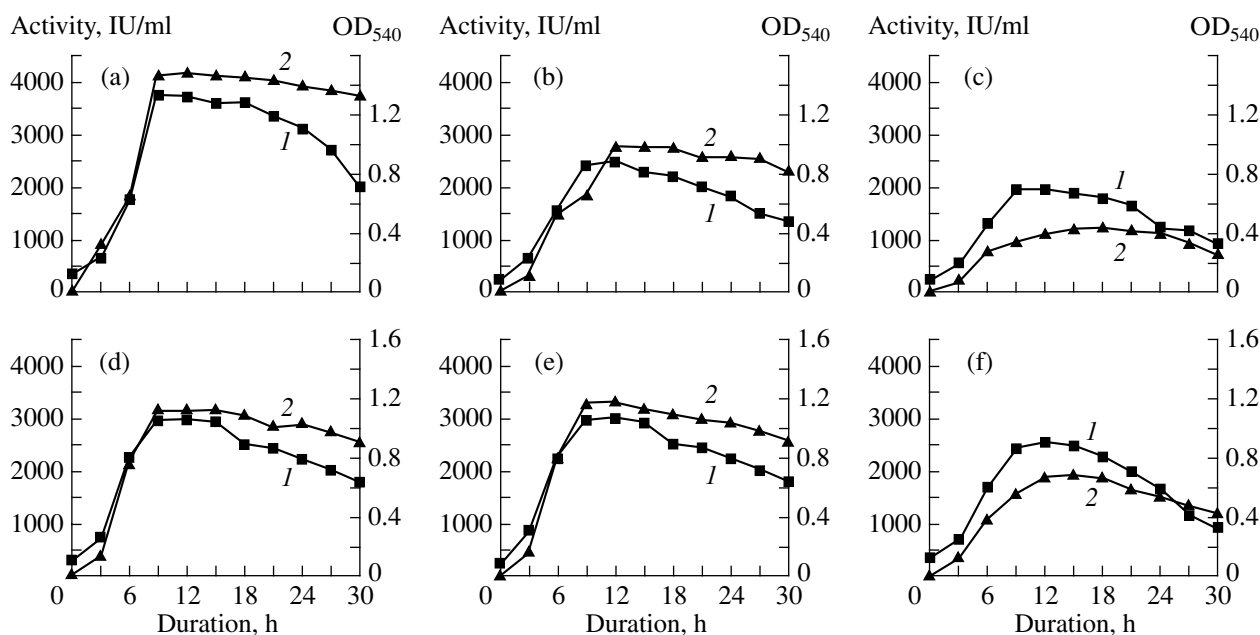 Activity, IU/ml OD540 Activity, IU/ml OD540 Activity, IU/ml OD540
(a) 2 (b) (c)
4000 4000 4000
1.2 1.2 1.2
3000 1 3000 2 3000
0.8 0.8 1 0.8
2000 2000 2000
1 0.4 0.4 0.4
1000 1000 1000 2
0 0 0 0 0 0
1.6 1.6 1.6
(d) (e) (f)
4000 4000 4000
2 1.2 2 1.2 1.2
3000 3000 3000 1
0.8 0.8 0.8
2000 1 2000 1 2000
2
0.4 0.4 0.4
1000 1000 1000
0 0 0
0 6 12 18 24 30 0 6 12 18 24 30 0 6 12 18 24 30
Duration, h Duration, h Duration, h